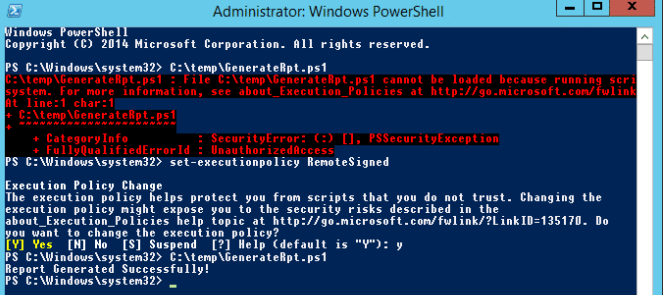 Administrator: Windows PowerShell
Windows PowerShell
Copyright (C) 2014 Microsoft Corporation. All rights reserved.
PS C:\Windows\system32> C:\temp\GenerateRpt.ps1
C:\temp\GenerateRpt.ps1 : File C:\temp\GenerateRpt.ps1 cannot be loaded because running scri
system. For more information, see about_Execution_Policies at http://go.microsoft.com/fwlink
At line:1 char:1
+ C:\temp\GenerateRpt.ps1
+ ~~~~~~~~~~~~~~~~~~~~~~~
+ CategoryInfo : SecurityError: (:) [], PSSecurityException
+ FullyQualifiedErrorId : UnauthorizedAccess
PS C:\Windows\system32> set-executionpolicy RemoteSigned
Execution Policy Change
The execution policy helps protect you from scripts that you do not trust. Changing the
execution policy might expose you to the security risks described in the
about_Execution_Policies help topic at http://go.microsoft.com/fwlink/?LinkID=135170. Do
you want to change the execution policy?
[Y] Yes [N] No [S] Suspend [?] Help (default is "Y"): y
PS C:\Windows\system32> C:\temp\GenerateRpt.ps1
Report Generated Successfully!
PS C:\Windows\system32> _